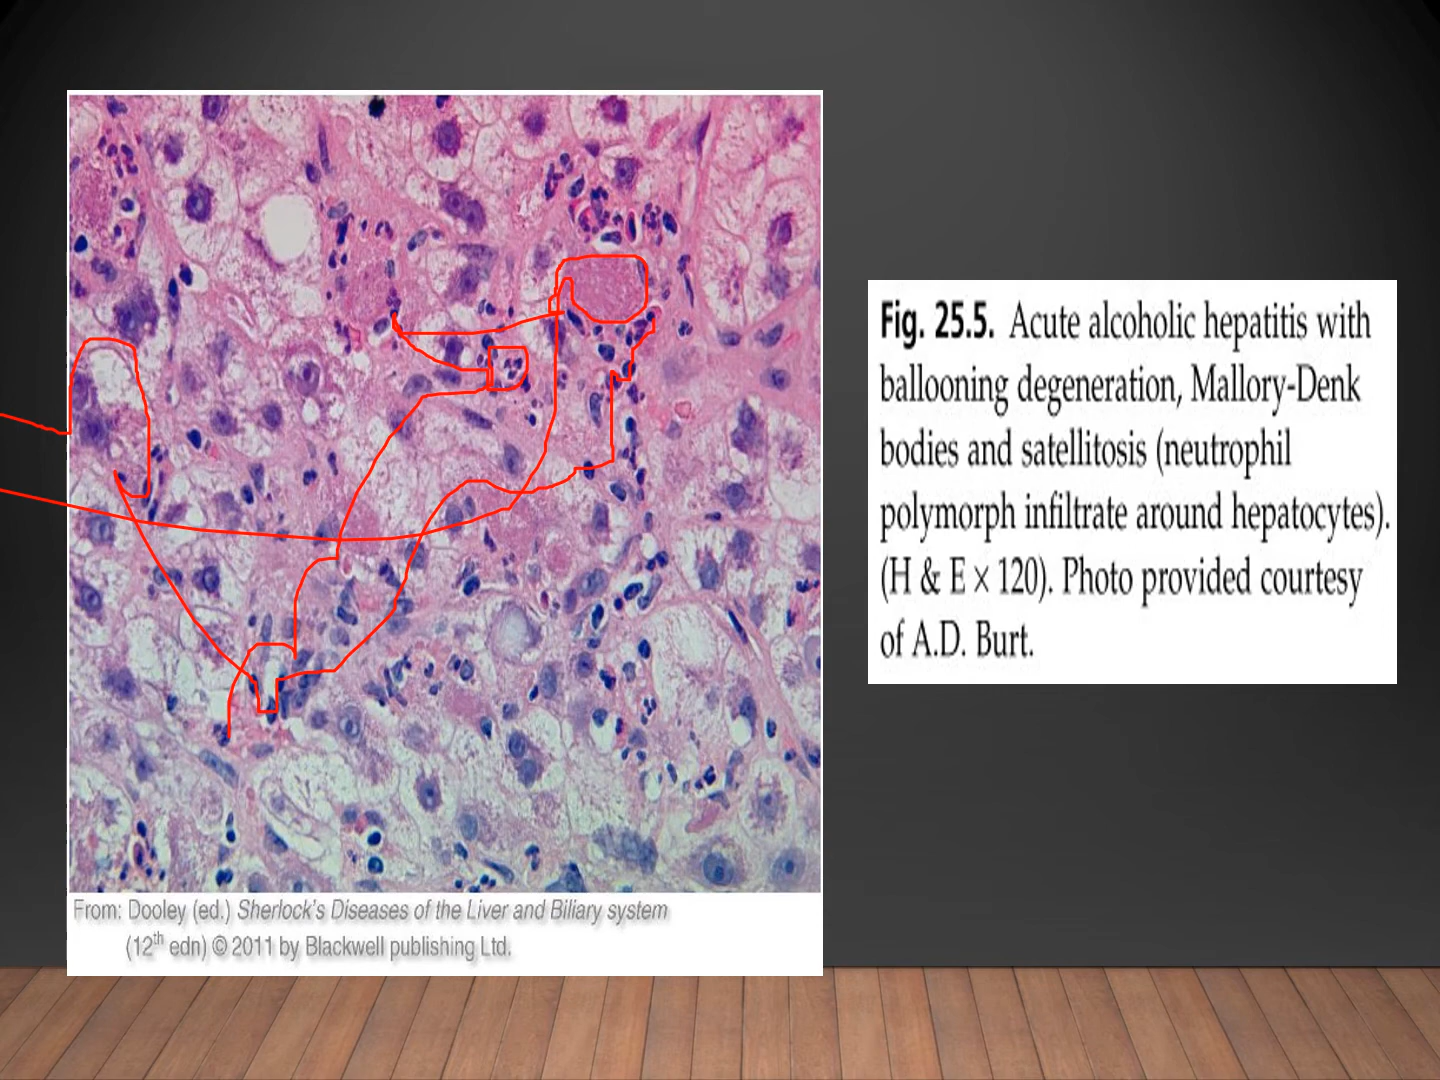 Fig. 25.5. Acute alcoholic hepatitis with
ballooning degeneration, Mallory-Denk
bodies and satellitosis (neutrophil
polymorph infiltrate around hepatocytes).
(H & E × 120). Photo provided courtesy
of A.D. Burt.
From: Dooley (ed.) Sherlock's Diseases of the Liver and Biliary system
(12th edn) © 2011 by Blackwell publishing Ltd.